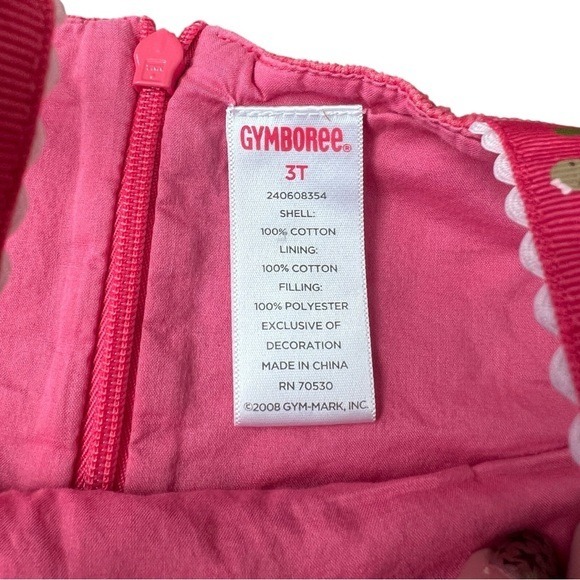 GYMBOREE®
3T
240608354
SHELL:
100% COTTON
LINING:
100% COTTON
FILLING:
100% POLYESTER
EXCLUSIVE OF
DECORATION
MADE IN CHINA
RN 70530
©2008 GYM-MARK, INC.